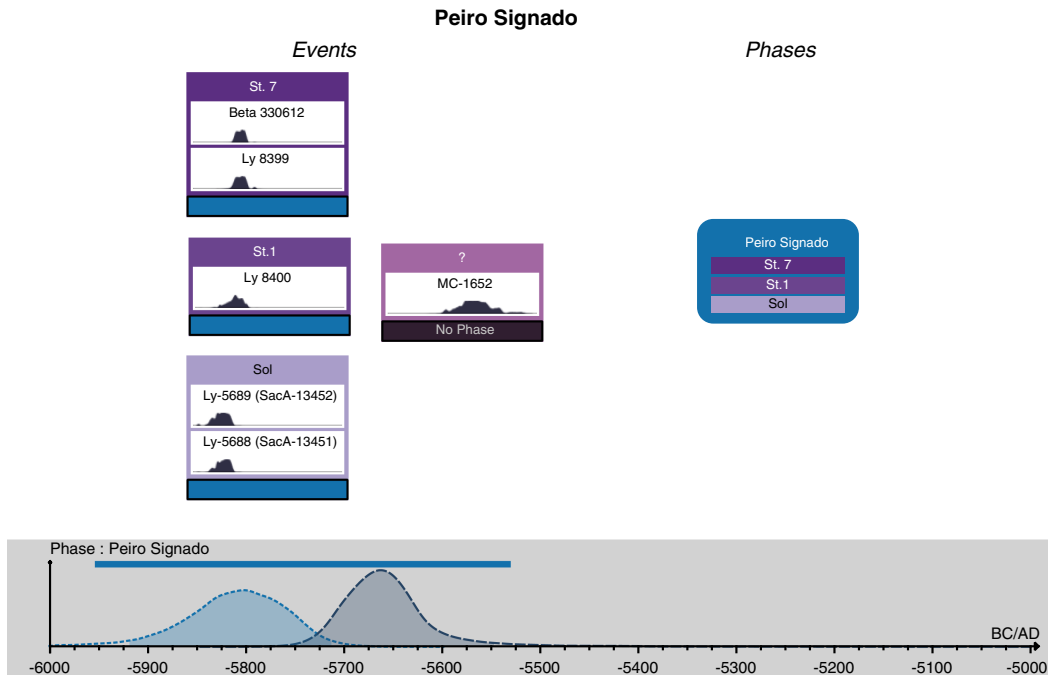 Peiro Signado
Events
Phases
St. 7
Beta 330612
Ly 8399
St.1
Ly 8400
?
MC-1652
No Phase
Sol
Ly-5689 (SacA-13452)
Ly-5688 (SacA-13451)
Peiro Signado
St. 7
St.1
Sol
Phase : Peiro Signado
BC/AD
-6000 -5900 -5800 -5700 -5600 -5500 -5400 -5300 -5200 -5100 -5000